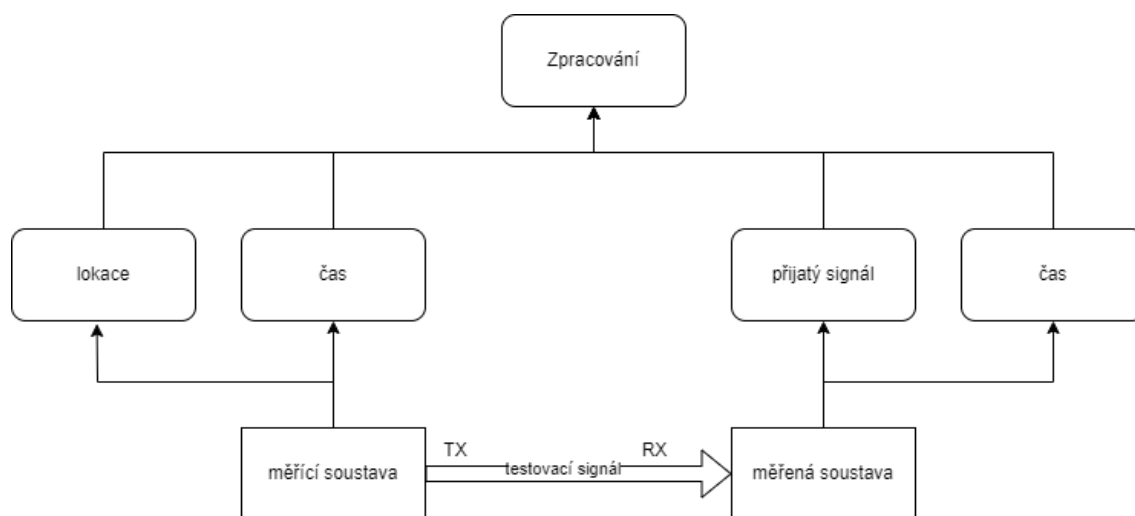 Zpracování
lokace
čas
přijatý signál
čas
TX
RX
měřící soustava
testovací signál
měřená soustava